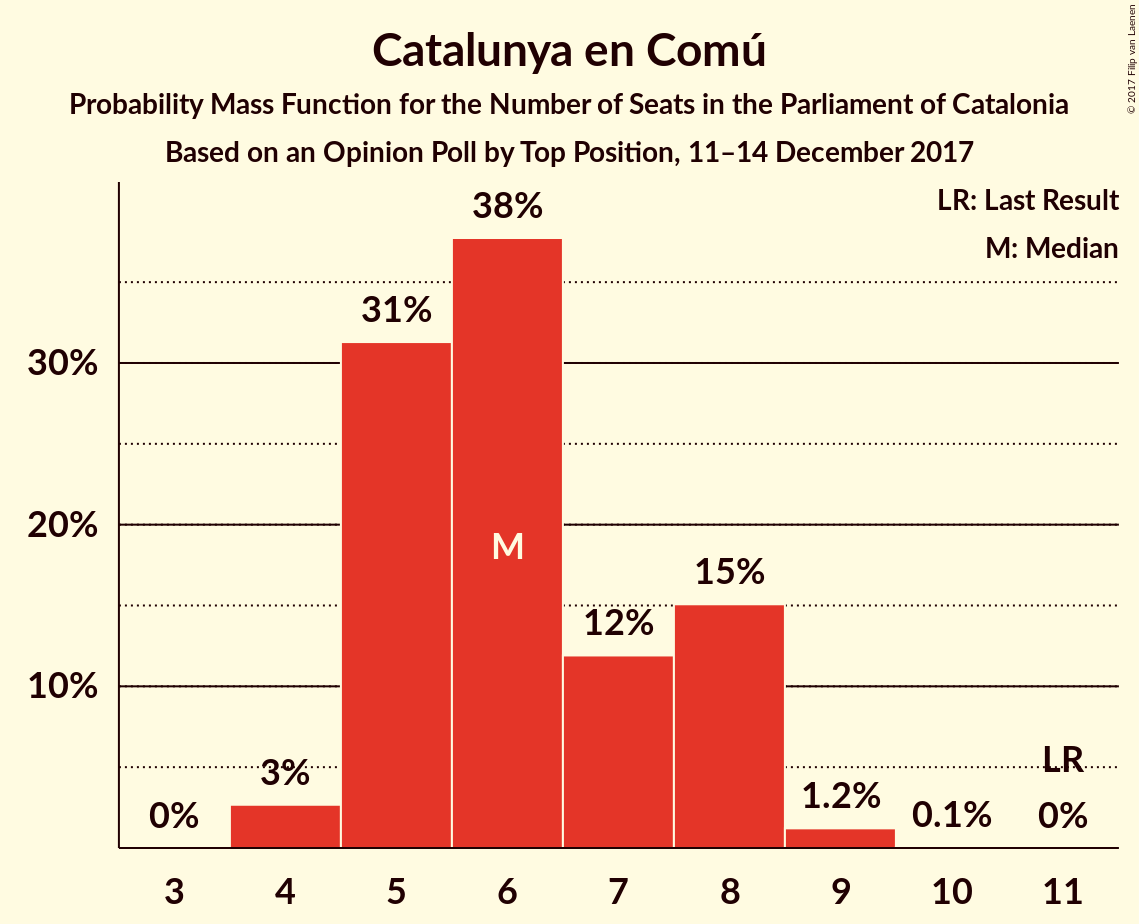 Catalunya en Comú
Probability Mass Function for the Number of Seats in the Parliament of Catalonia
Based on an Opinion Poll by Top Position, 11–14 December 2017
© 2017 Filip van Laenen
LR: Last Result
M: Median
38%
31%
30%
20%
M
15%
12%
10%
LR
3%
1.2%
0%
0.1%
0%
3 4 5 6 7 8 9 10 11